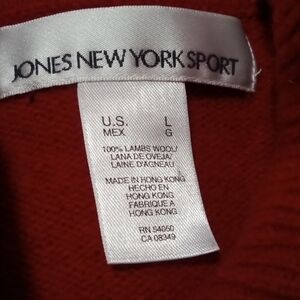 JONES NEW YORK SPORT
U.S. L
MEX G
100% LAMBS WOOL/
LANA DE OVEJA/
LAINE D'AGNEAU
MADE IN HONG KONG
HECHO EN
HONG KONG
FABRIQUE A
HONG KONG
RN 54050
CA 08349